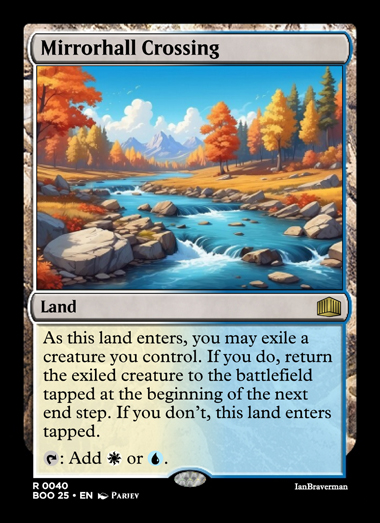 Mirrorhall Crossing
Land
As this land enters, you may exile a
creature you control. If you do, return
the exiled creature to the battlefield
tapped at the beginning of the next
end step. If you don't, this land enters
tapped.
: Add or .
R 0040
BOO 25 • EN Parjev
IanBraverman